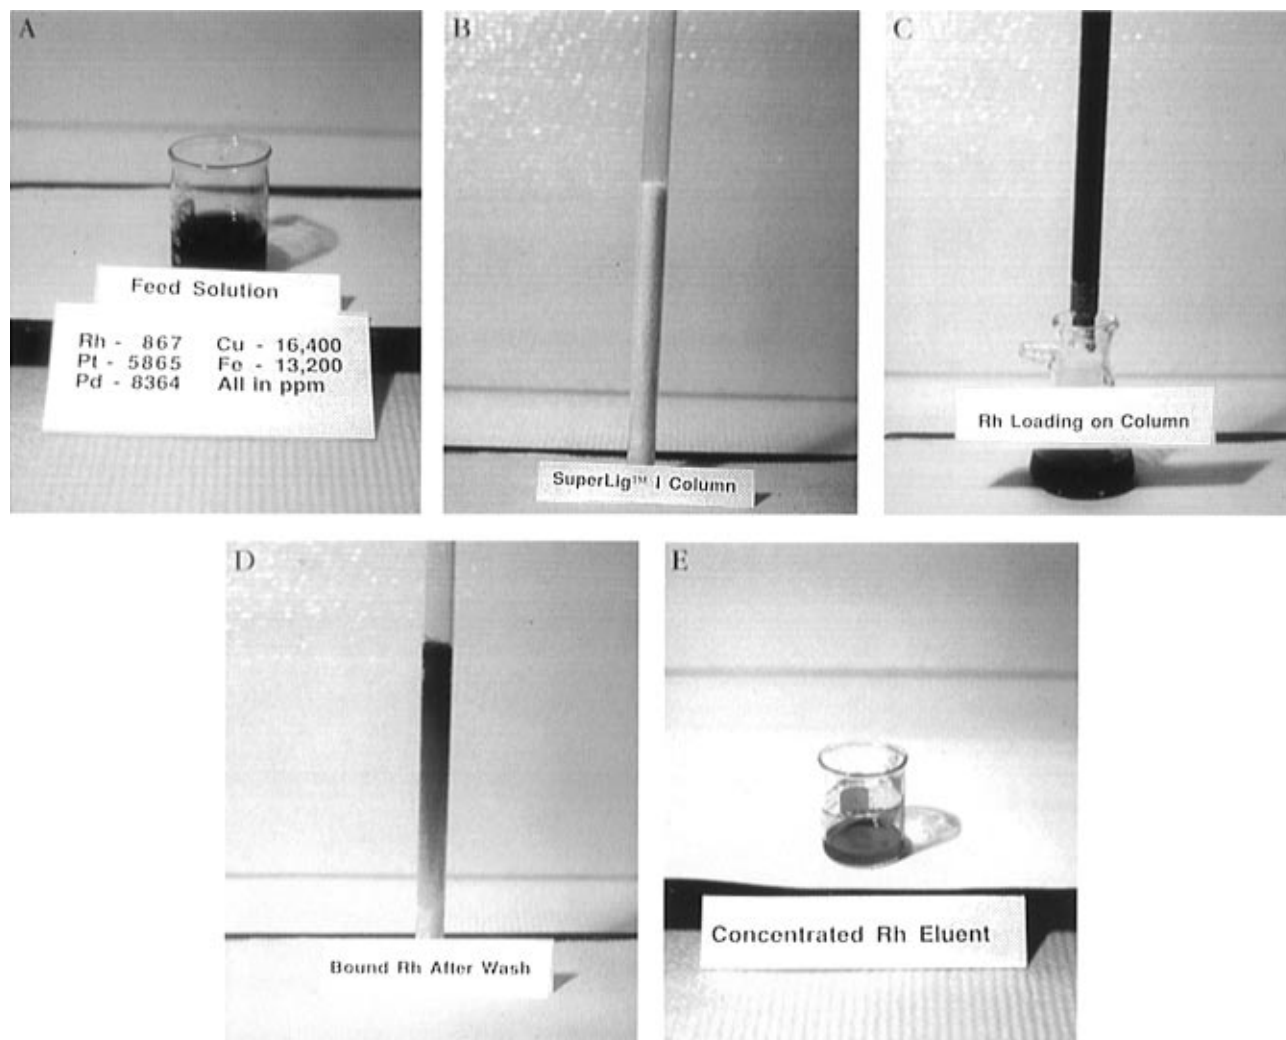 A
Feed Solution
Rh - 867 Cu - 16,400
Pt - 5865 Fe - 13,200
Pd - 8364 All in ppm
B
SuperLig™ I Column
C
Rh Loading on Column
D
Bound Rh After Wash
E
Concentrated Rh Eluent